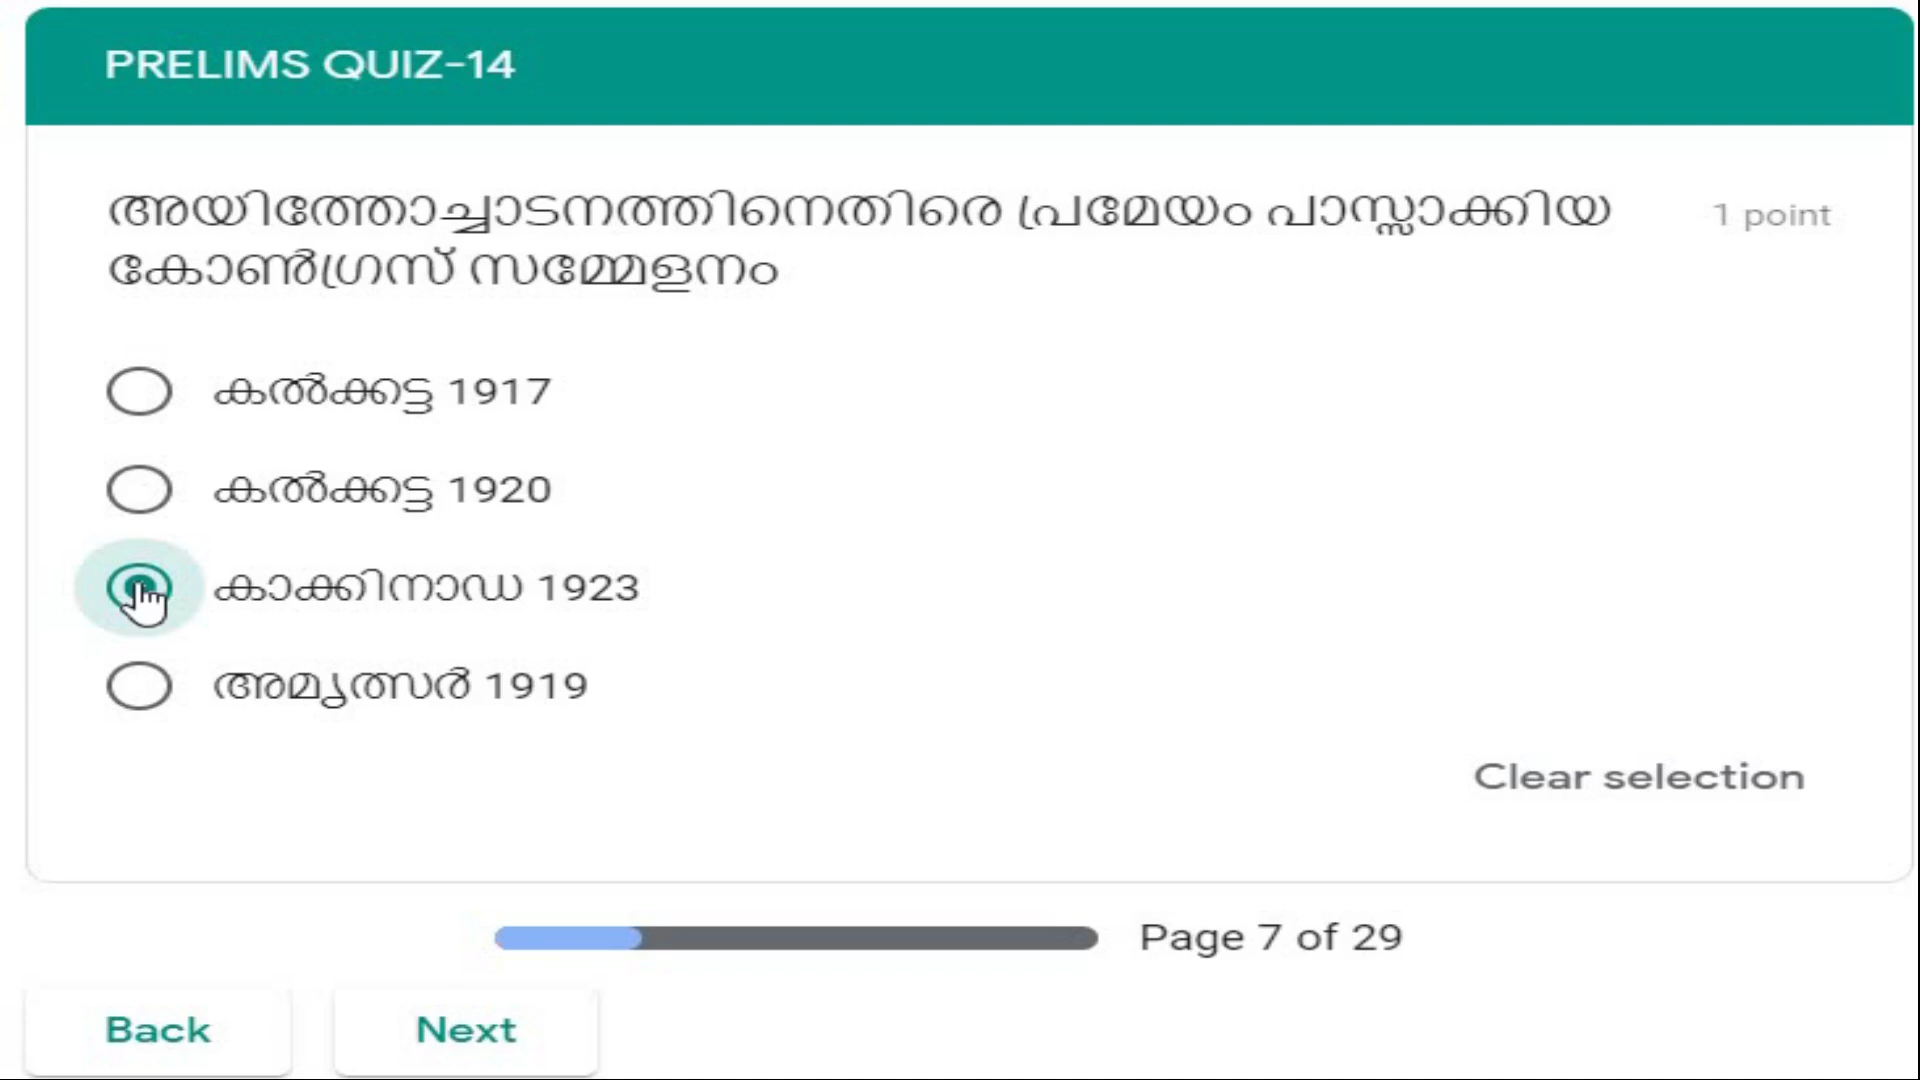 PRELIMS QUIZ-14
അയിത്തോച്ചാടനത്തിനെതിരെ പ്രമേയം പാസ്സാക്കിയ
1 point
കോൺഗ്രസ് സമ്മേളനം
കൽക്കട്ട 1917
കൽക്കട്ട 1920
കാക്കിനാഡ 1923
അമൃത്സർ 1919
Clear selection
Page 7 of 29
Back
Next